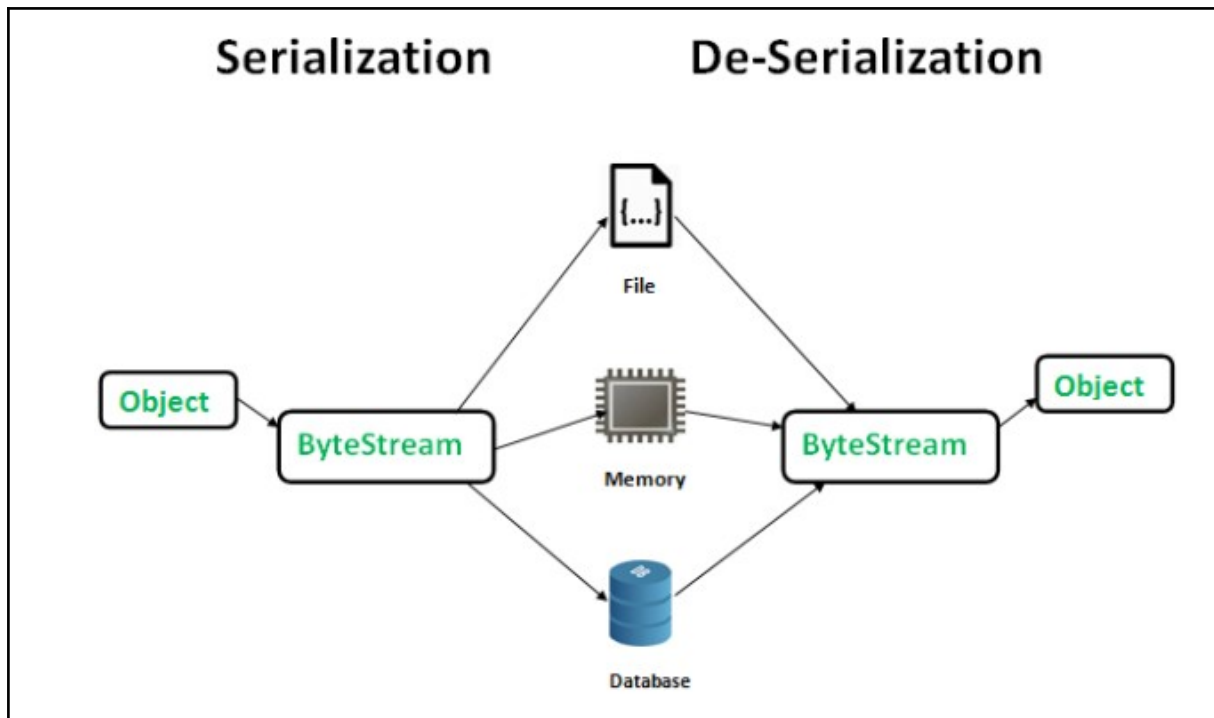 Serialization
De-Serialization
{...}
File
Object
ByteStream
Memory
ByteStream
Object
Database